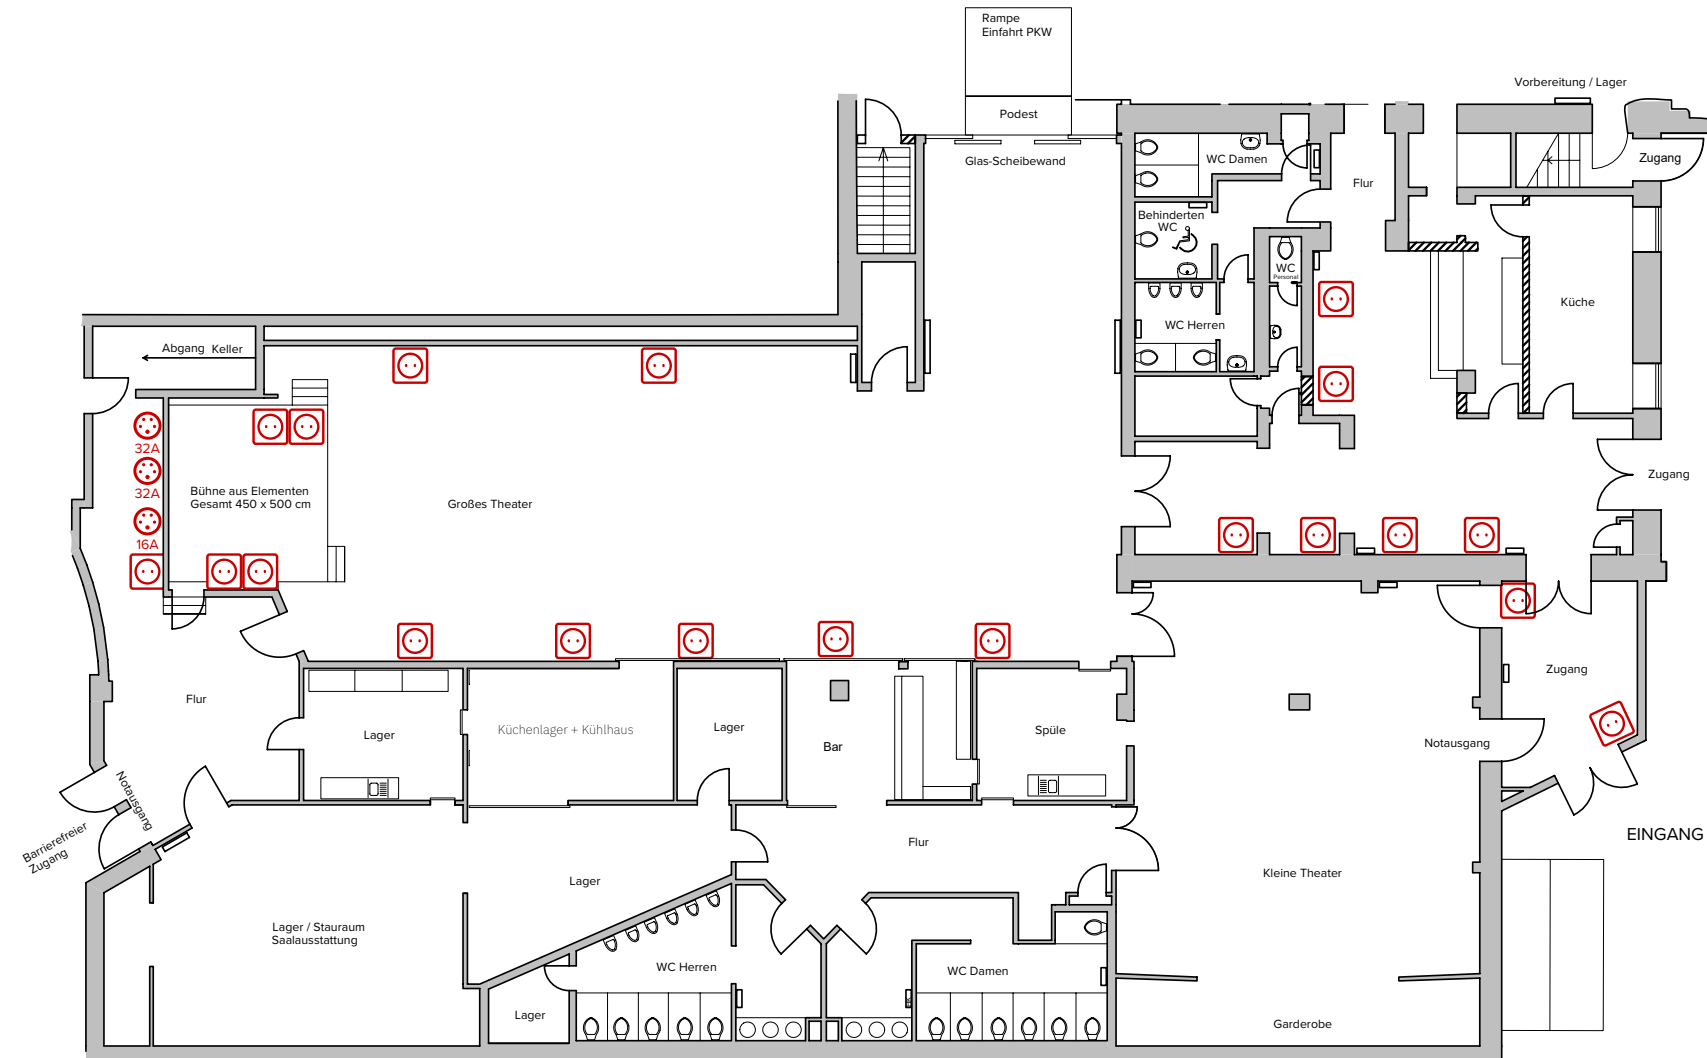 Rampe
Einfahrt PKW
Podest
Glas-Scheibewand
Vorbereitung / Lager
WC Damen
Zugang
Flur
Behinderten
WC
WC
Personal
Küche
WC Herren
Abgang Keller
32A
32A
16A
Bühne aus Elementen
Gesamt 450 x 500 cm
Großes Theater
Zugang
Zugang
Flur
Lager
Küchenlager + Kühlhaus
Lager
Bar
Spüle
Notausgang
Notausgang
Barrierefreier
Zugang
EINGANG
Flur
Kleine Theater
Lager
Lager / Stauraum
Saalausstattung
WC Herren
WC Damen
Lager
Garderobe